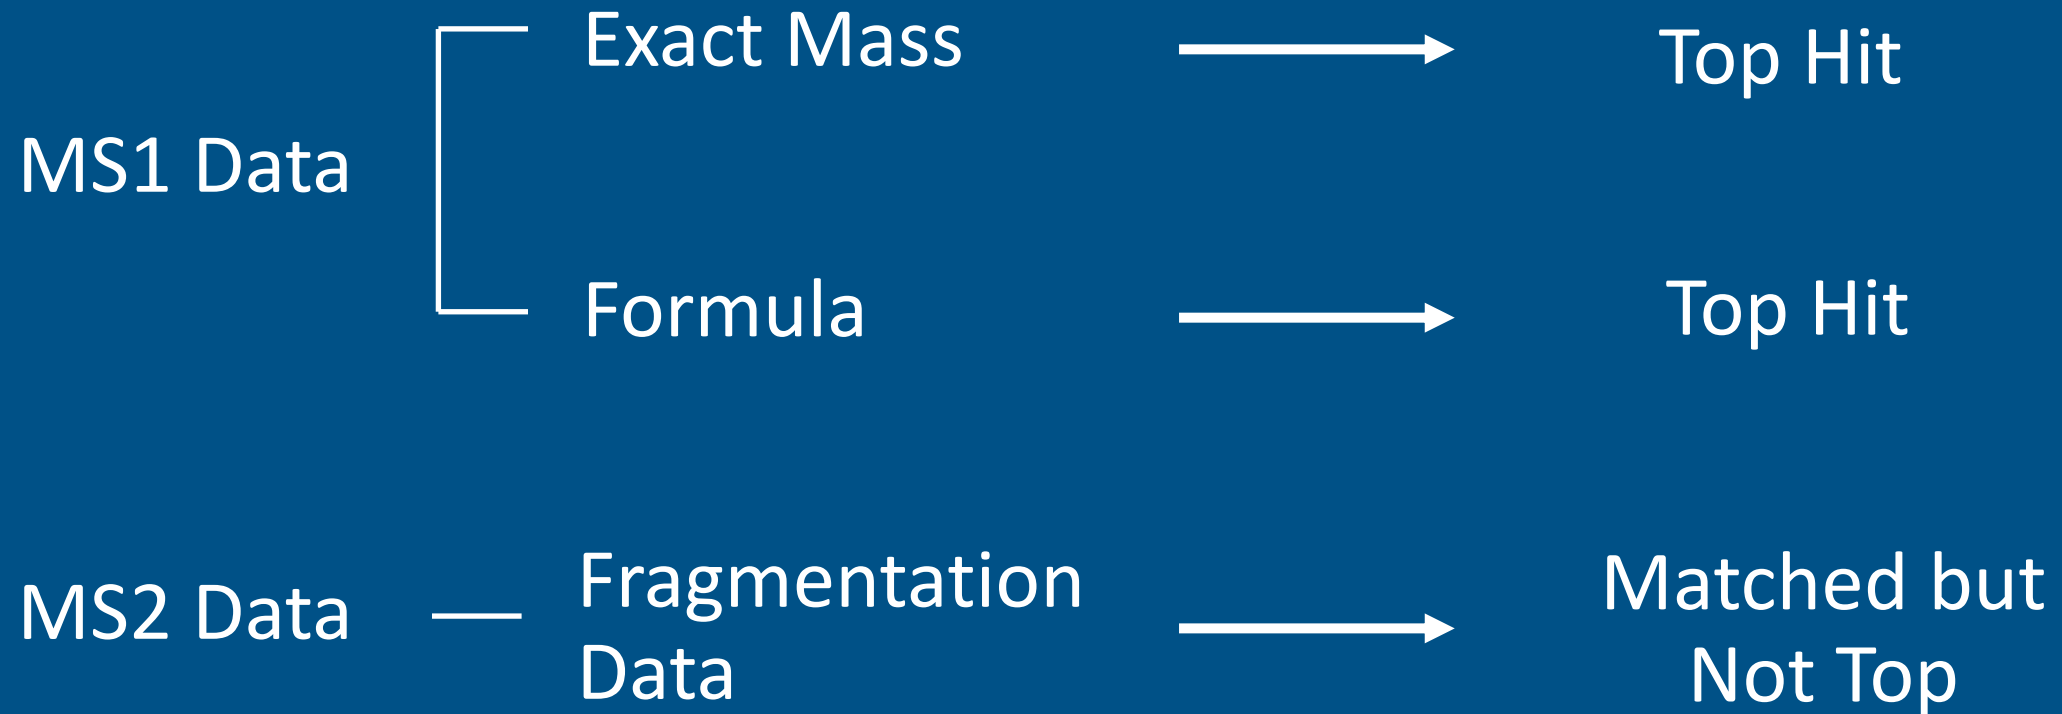 MS1 Data
Exact Mass
Top Hit
Formula
Top Hit
MS2 Data
Fragmentation
Data
Matched but
Not Top